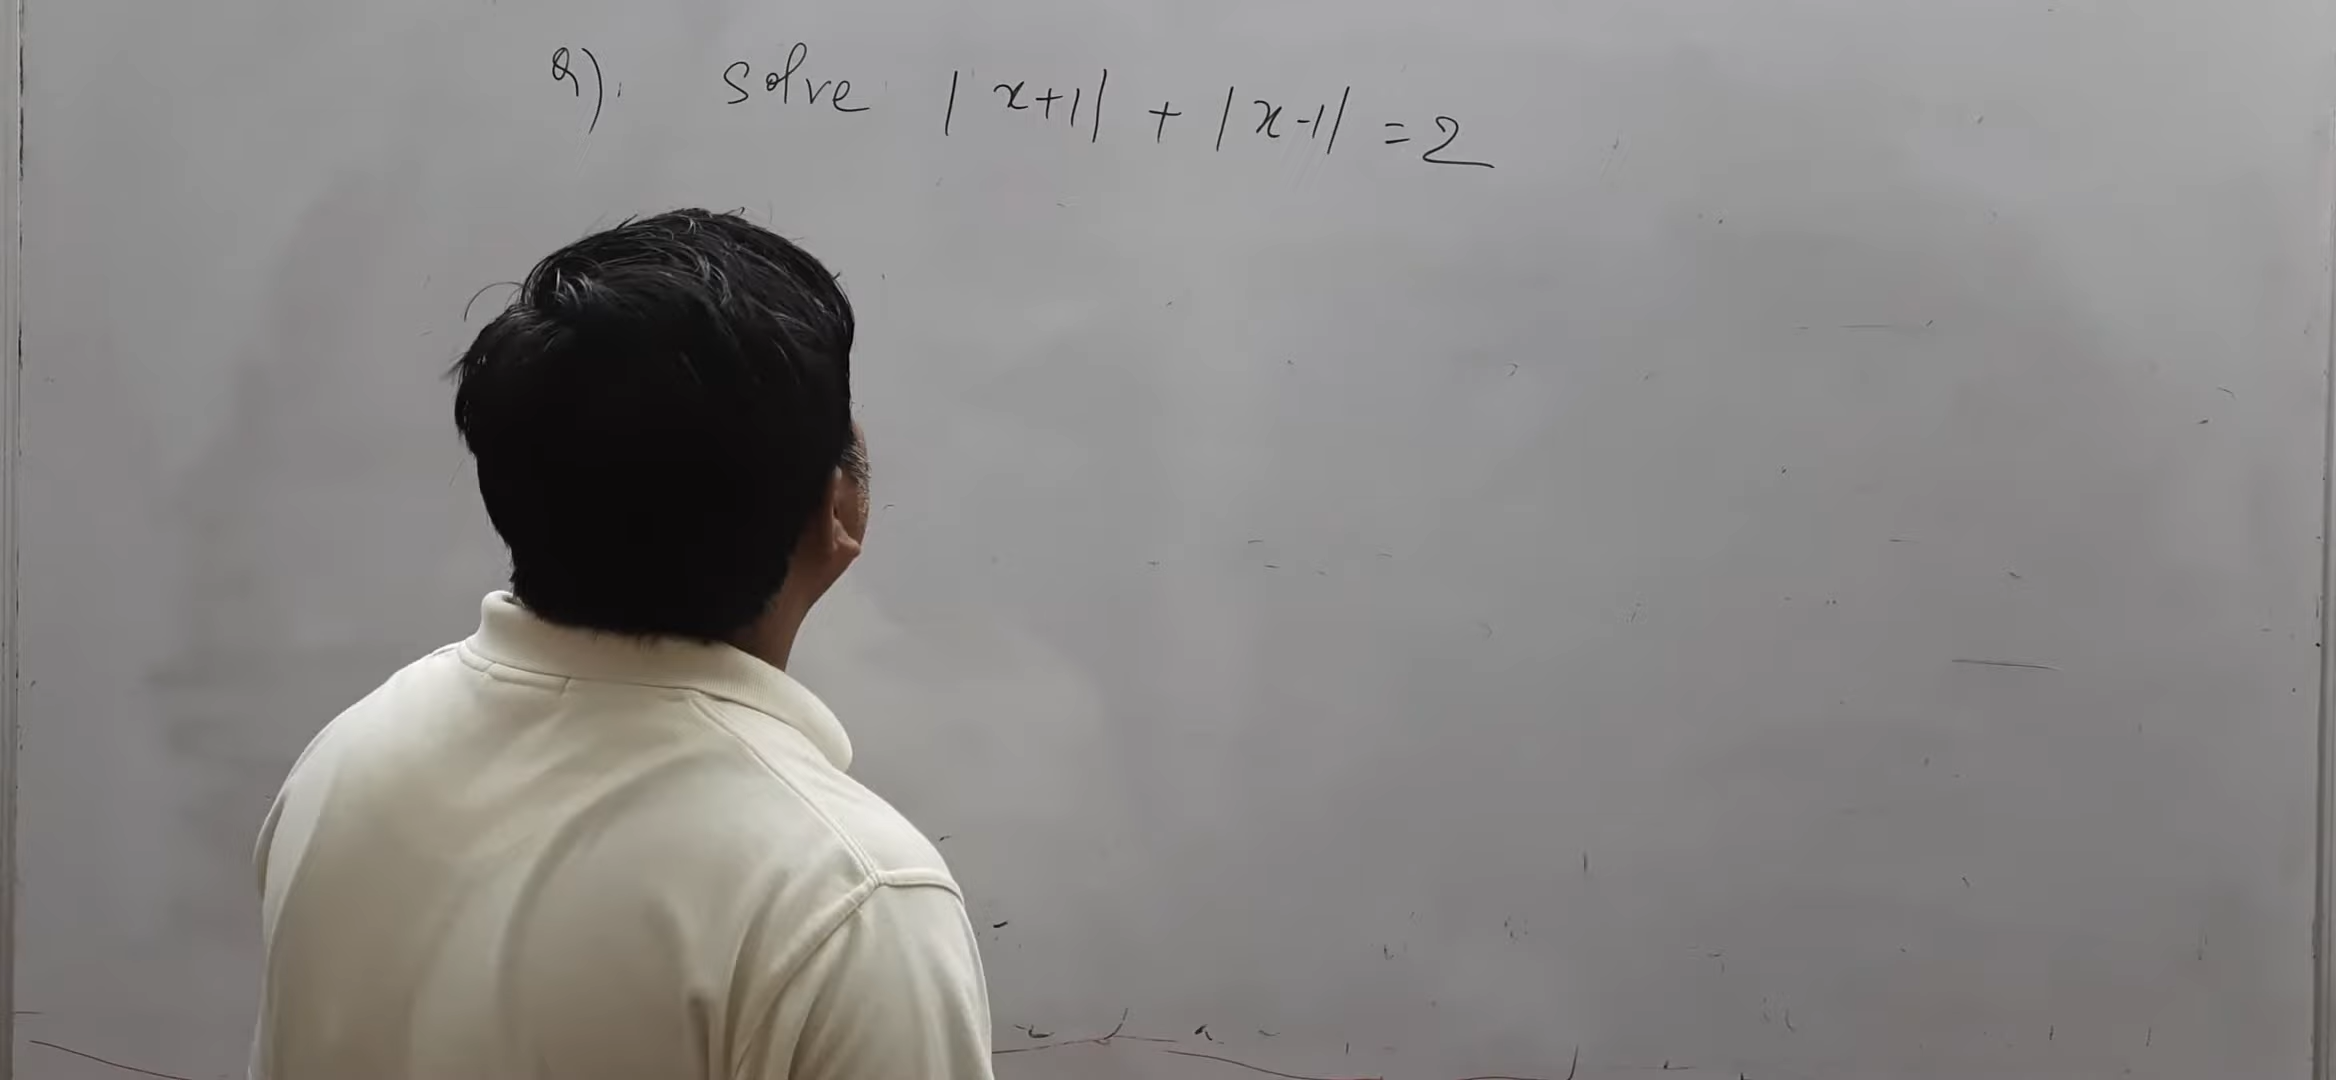 Q). solve |x+1| + |x-1| = 2